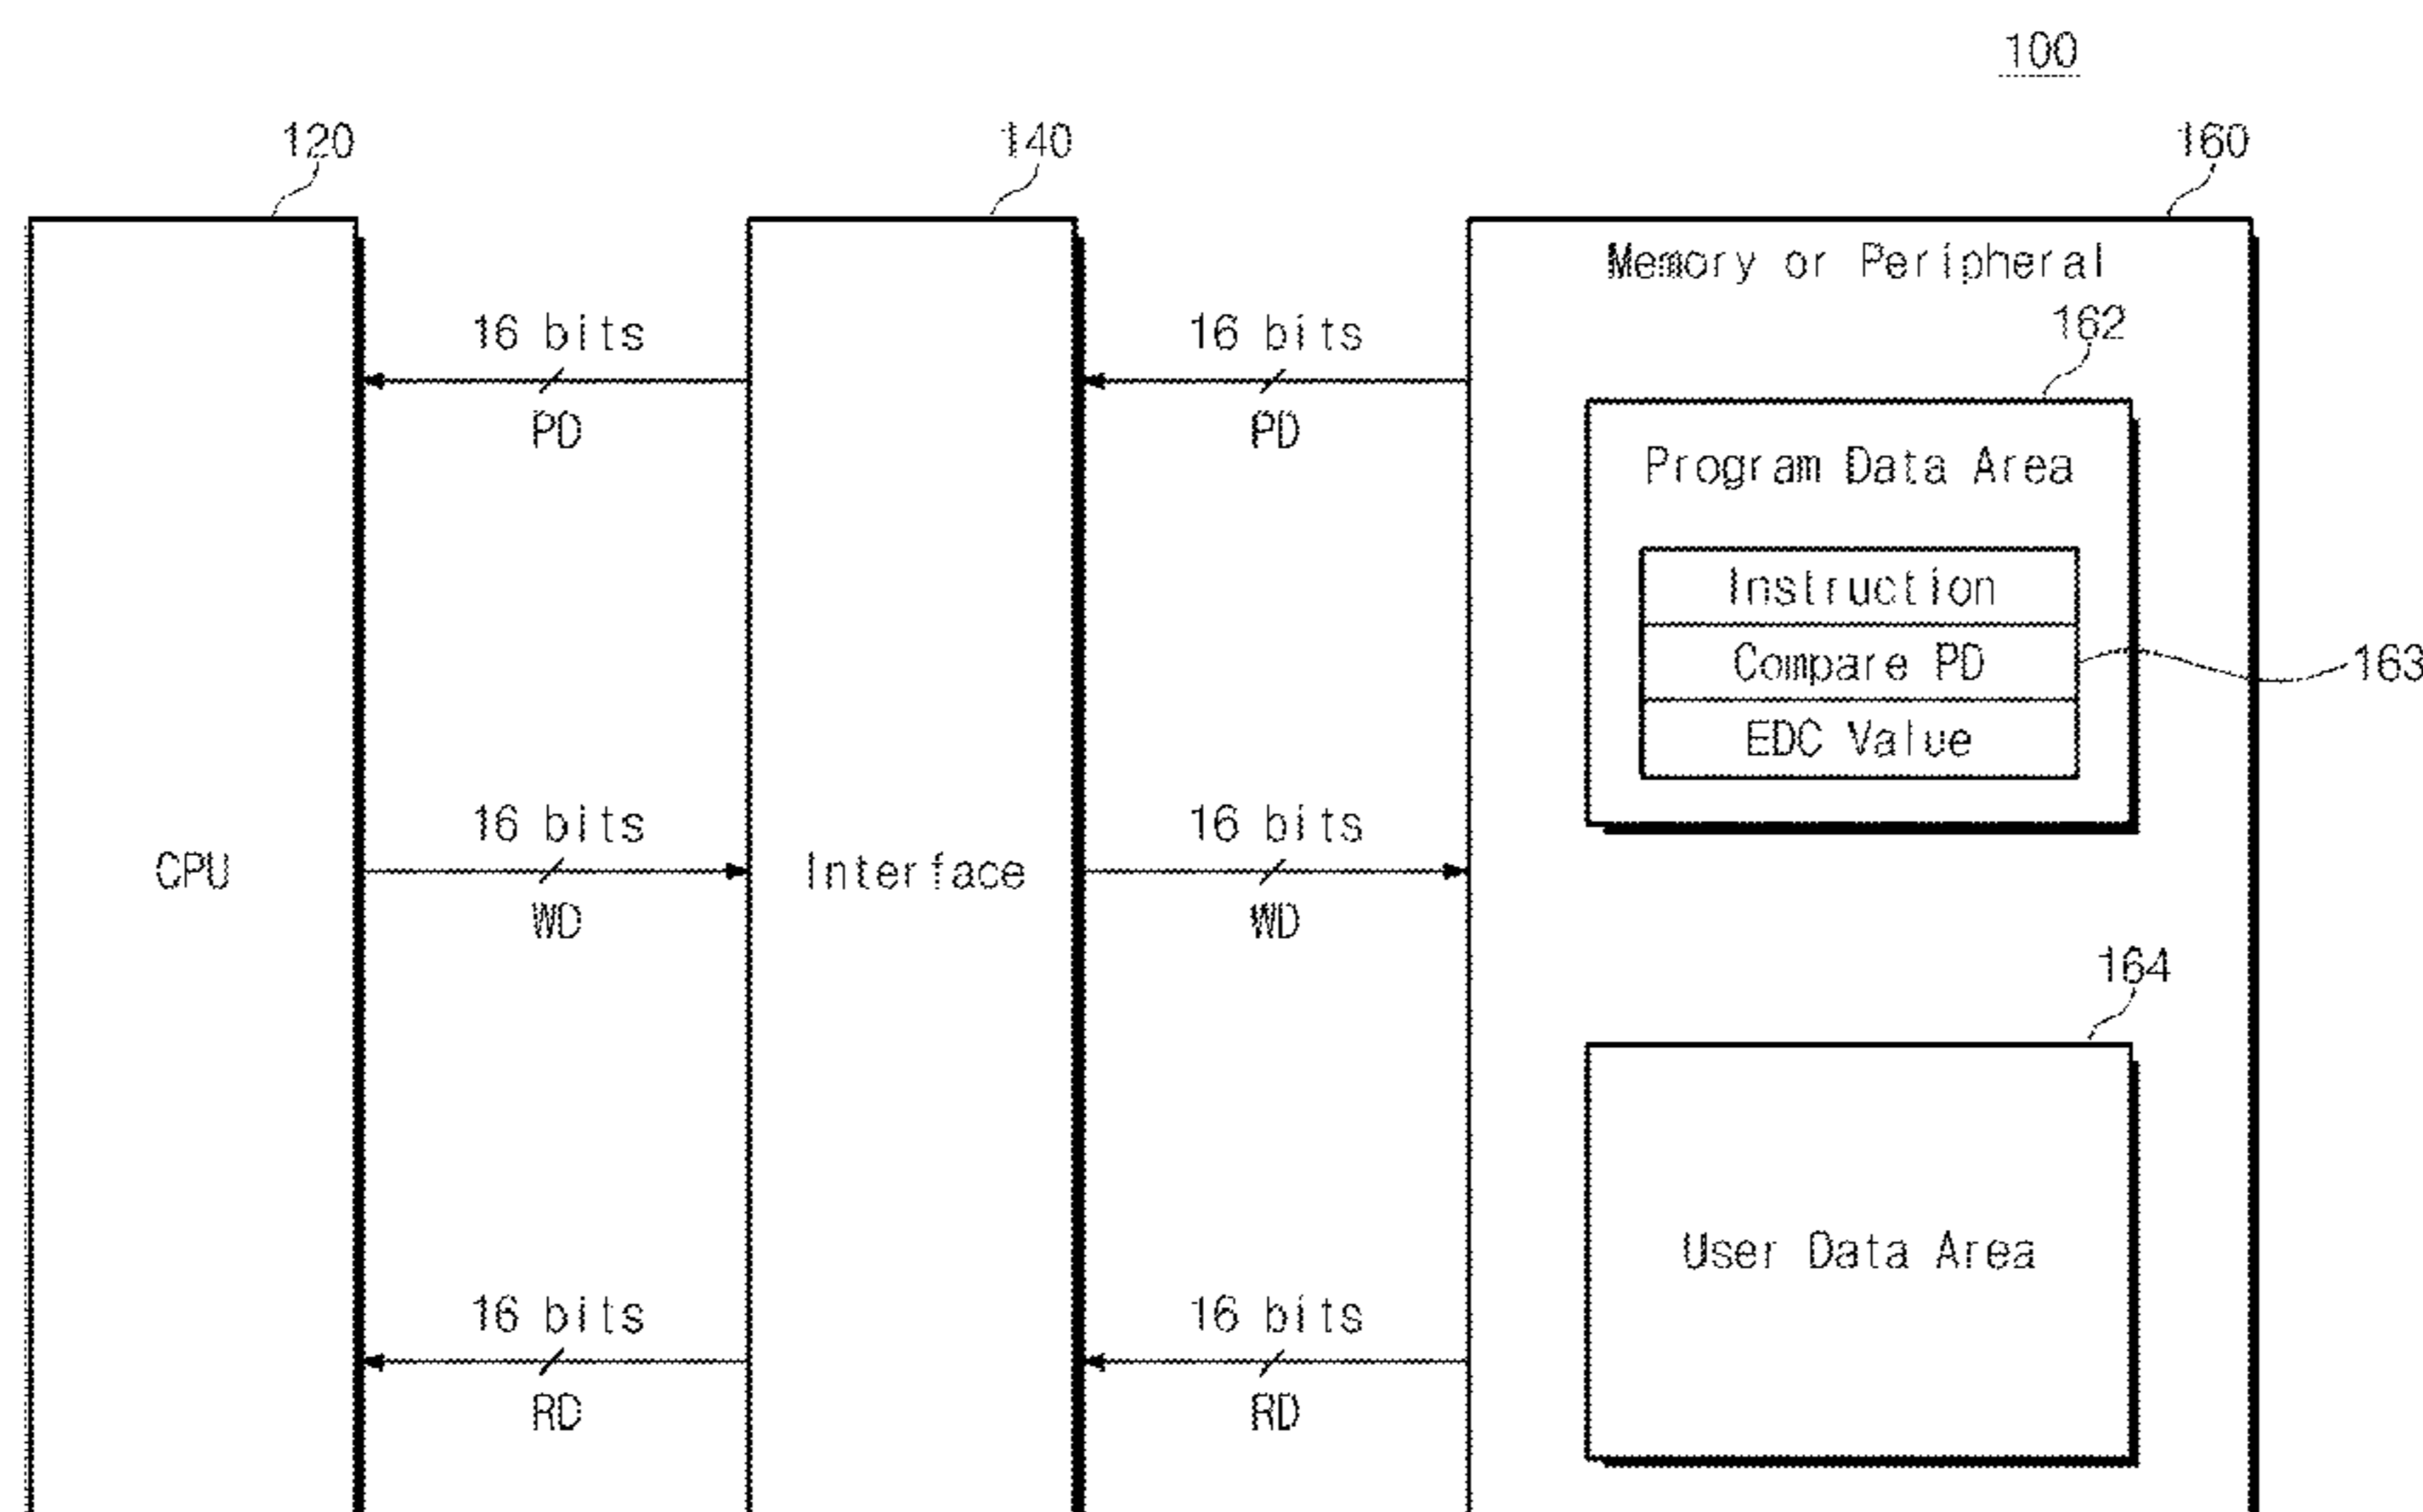 100
120
140
160
Memory or Peripheral
16 bits
16 bits
162
PD
PD
Program Data Area
Instruction
Compare PD
163
EDC Value
16 bits
16 bits
CPU
Interface
WD
WD
164
User Data Area
16 bits
16 bits
RD
RD